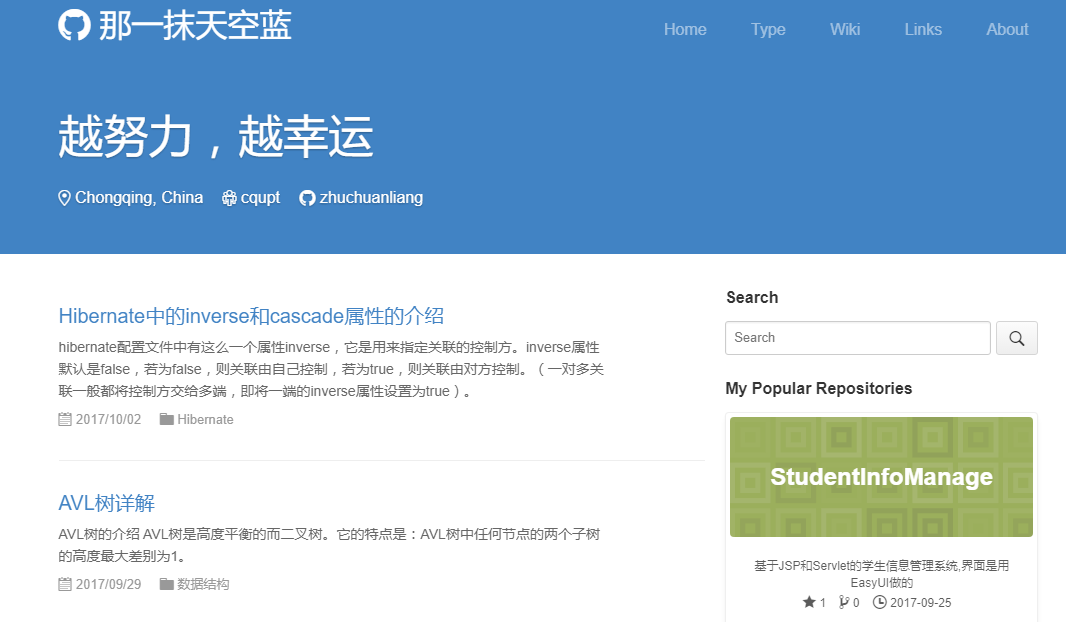 那一抹天空蓝
Home Type Wiki Links About
越努力，越幸运
Chongqing, China cqupt zhuchuanliang
Hibernate中的inverse和cascade属性的介绍
hibernate配置文件中有这么一个属性inverse，它是用来指定关联的控制方。inverse属性
默认是false，若为false，则关联由自己控制，若为true，则关联由对方控制。（一对多关
联一般都将控制方交给多端，即将一端的inverse属性设置为true）。
2017/10/02 Hibernate
AVL树详解
AVL树的介绍 AVL树是高度平衡的而二叉树。它的特点是：AVL树中任何节点的两个子树
的高度最大差别为1。
2017/09/29 数据结构
Search
Search
My Popular Repositories
StudentInfoManage
基于JSP和Servlet的学生信息管理系统,界面是用
EasyUI做的
1 0 2017-09-25